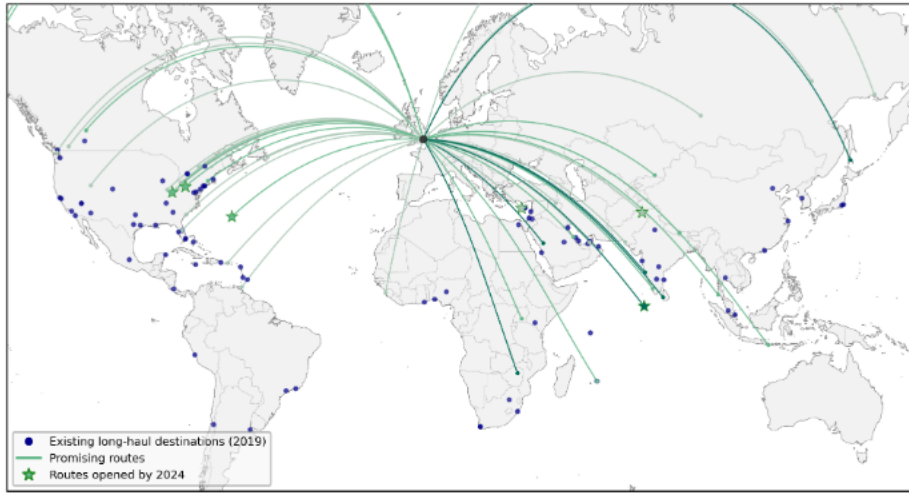 Existing long-haul destinations (2019)
Promising routes
Routes opened by 2024